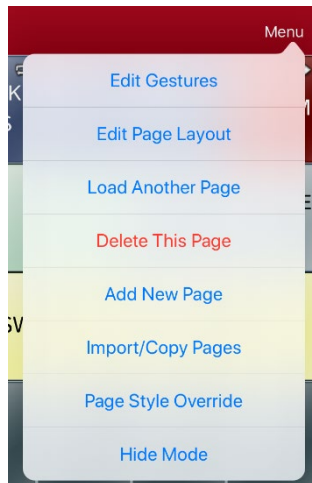 Menu
Edit Gestures
Edit Page Layout
Load Another Page
Delete This Page
Add New Page
Import/Copy Pages
Page Style Override
Hide Mode